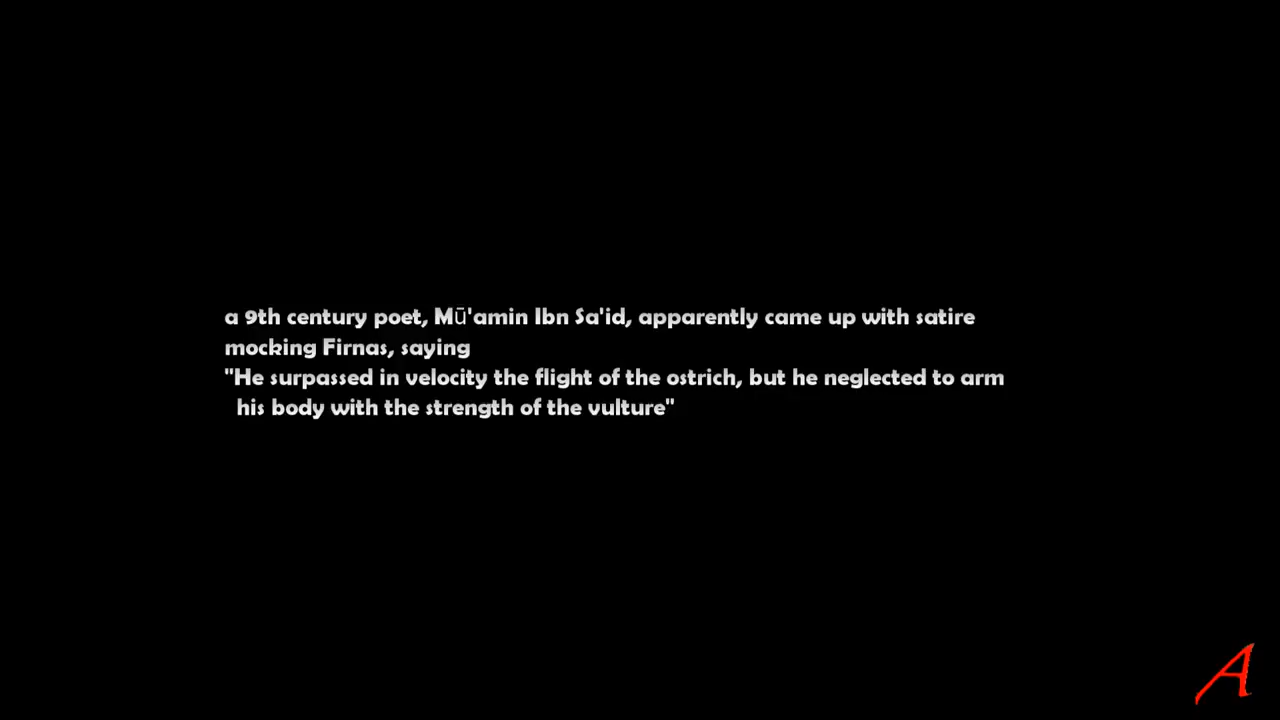 a 9th century poet, Mū'amin Ibn Sa'id, apparently came up with satire
mocking Firnas, saying
"He surpassed in velocity the flight of the ostrich, but he neglected to arm
his body with the strength of the vulture"
A